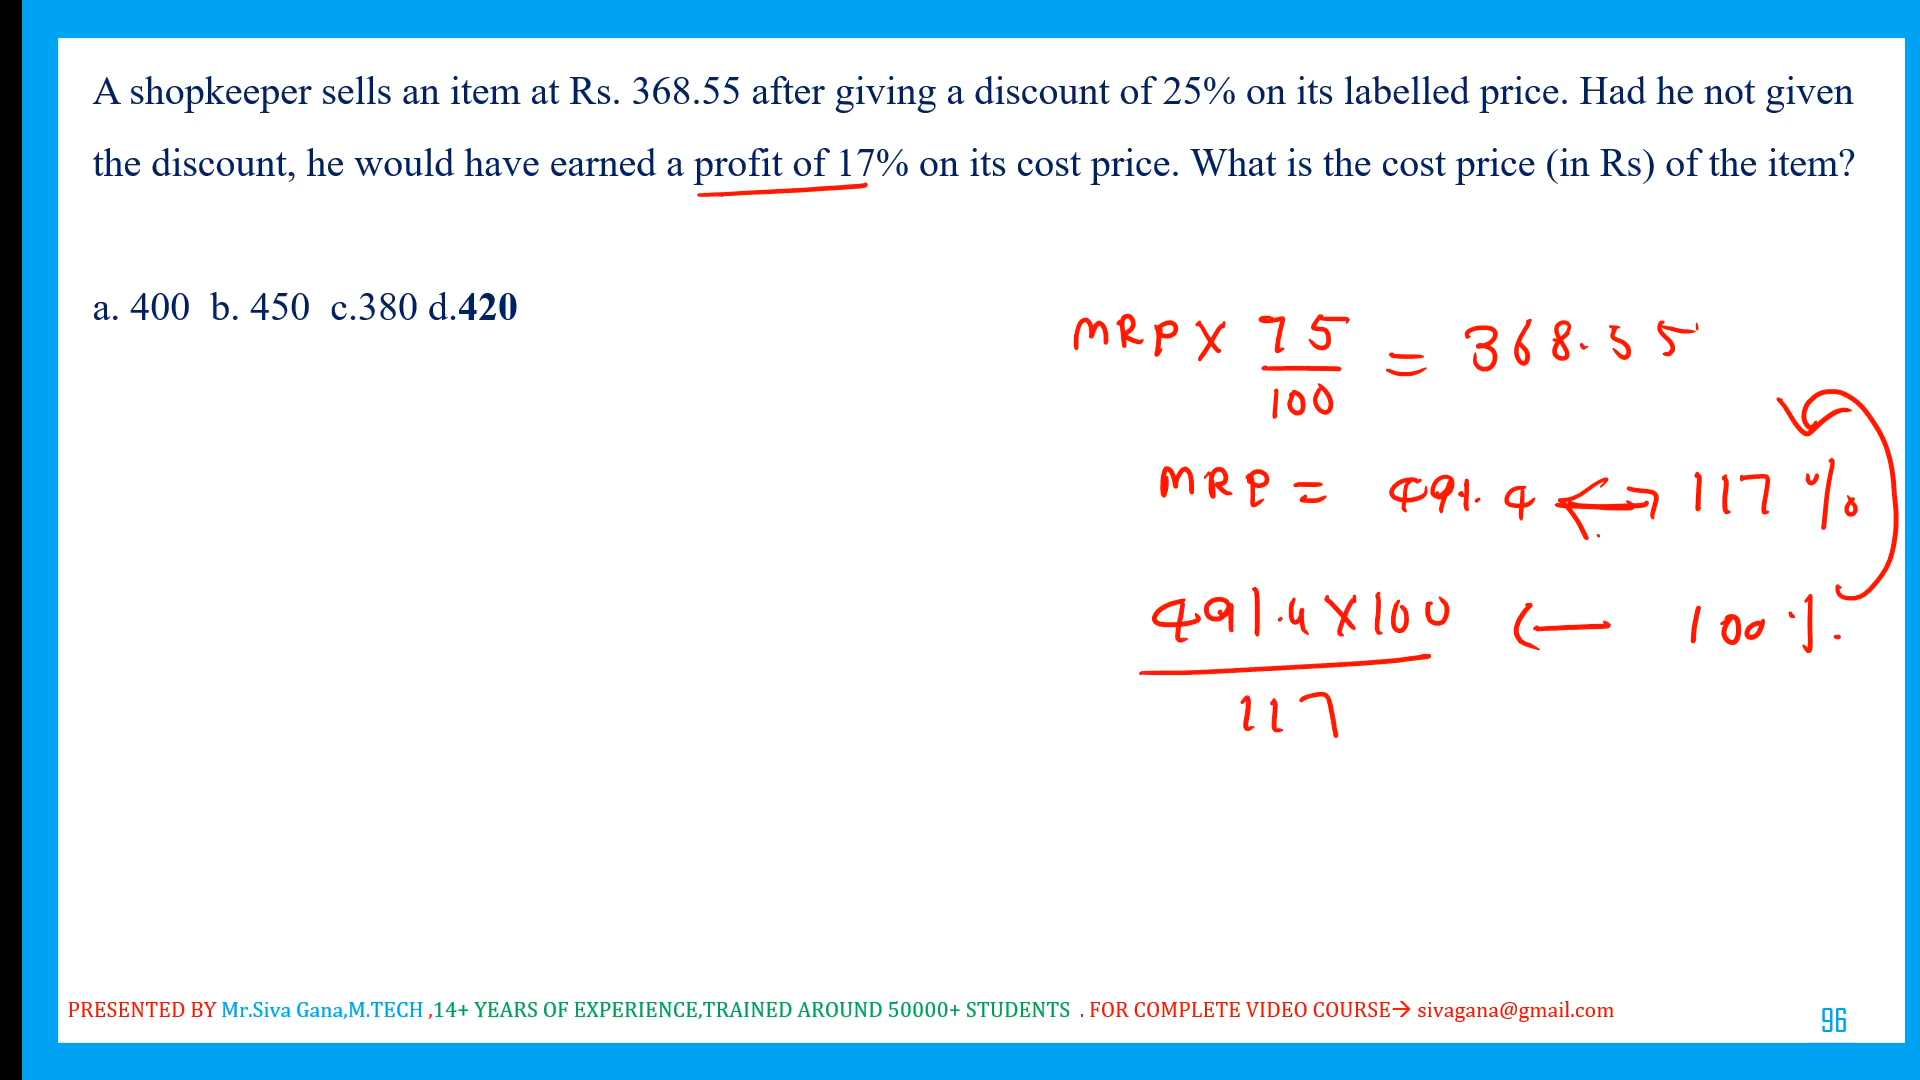 A shopkeeper sells an item at Rs. 368.55 after giving a discount of 25% on its labelled price. Had he not given
the discount, he would have earned a profit of 17% on its cost price. What is the cost price (in Rs) of the item?
a. 400 b. 450 c.380 d.420
MRP X 75/100 = 368.55
MRP = 491.4 ↔ 117%
491.4 X 100 / 117 ← 100%.
PRESENTED BY Mr.Siva Gana,M.TECH ,14+ YEARS OF EXPERIENCE,TRAINED AROUND 50000+ STUDENTS . FOR COMPLETE VIDEO COURSE→ sivagana@gmail.com
96